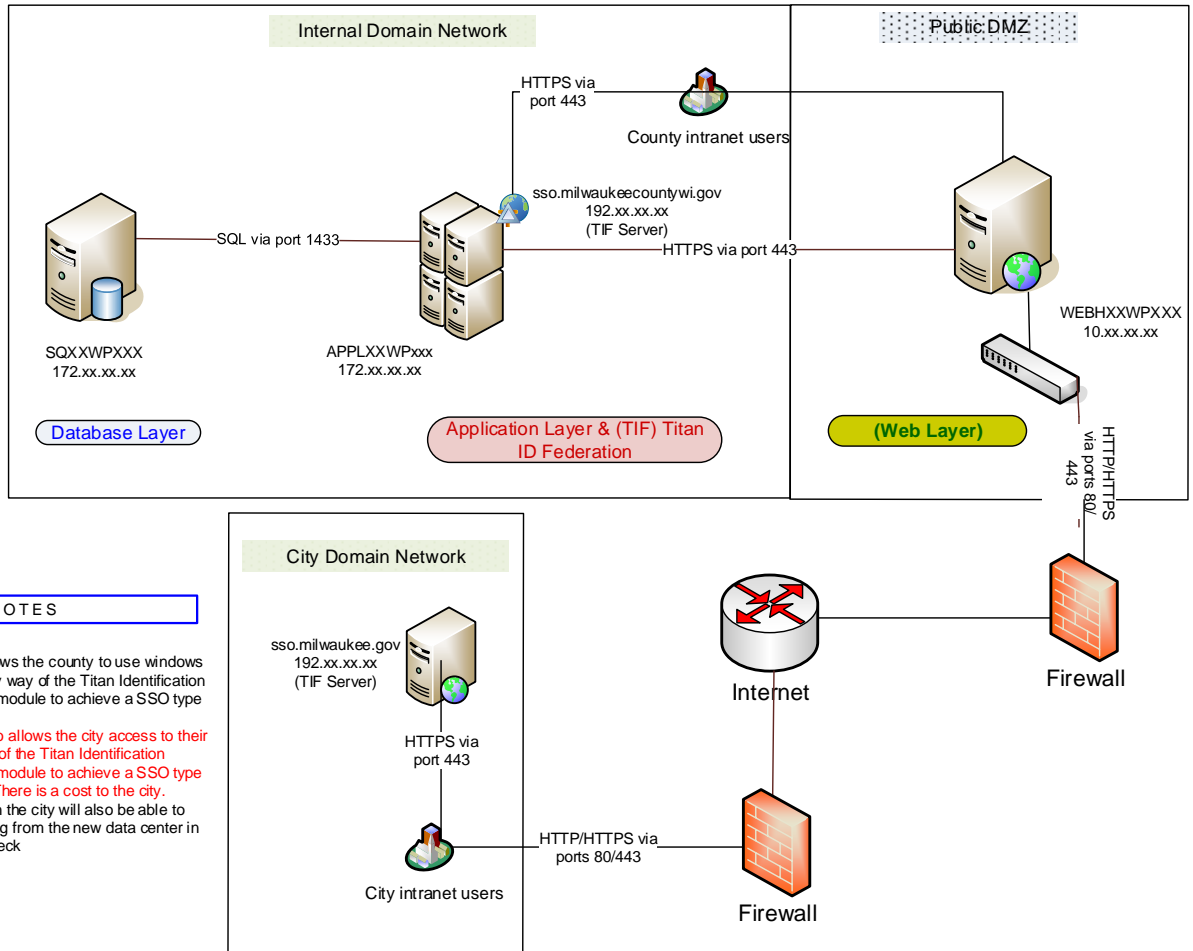 Internal Domain Network
Public DMZ
HTTPS via
port 443
County intranet users
sso.milwaukeecountywi.gov
192.xx.xx.xx
(TIF Server)
SQL via port 1433
HTTPS via port 443
WEBHXXWPXXX
10.xx.xx.xx
SQXXWPXXX
172.xx.xx.xx
APPLXXWPxxx
172.xx.xx.xx
Database Layer
Application Layer & (TIF) Titan
ID Federation
(Web Layer)
HTTP/HTTPS
via ports 80/
443
City Domain Network
OTES
sso.milwaukee.gov
192.xx.xx.xx
(TIF Server)
ws the county to use windows
way of the Titan Identification
module to achieve a SSO type
allows the city access to their
of the Titan Identification
module to achieve a SSO type
There is a cost to the city.
the city will also be able to
g from the new data center in
eck
HTTPS via
port 443
City intranet users
HTTP/HTTPS via
ports 80/443
Internet
Firewall
Firewall